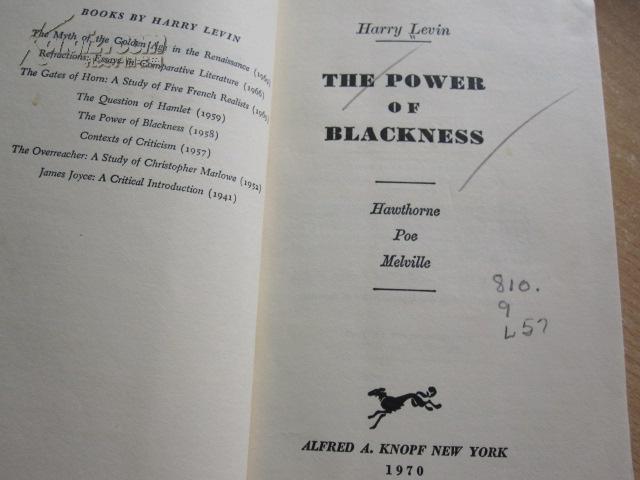 BOOKS BY HARRY LEVIN
The Myth of the Golden Age in the Renaissance (1969)
Refractions: Essays in Comparative Literature (1966)
The Gates of Horn: A Study of Five French Realists (1963)
The Question of Hamlet (1959)
The Power of Blackness (1958)
Contexts of Criticism (1957)
The Overreacher: A Study of Christopher Marlowe (1952)
James Joyce: A Critical Introduction (1941)
Harry Levin
THE POWER
OF
BLACKNESS
Hawthorne
Poe
Melville
810.
9
L57
ALFRED A. KNOPF NEW YORK
1970